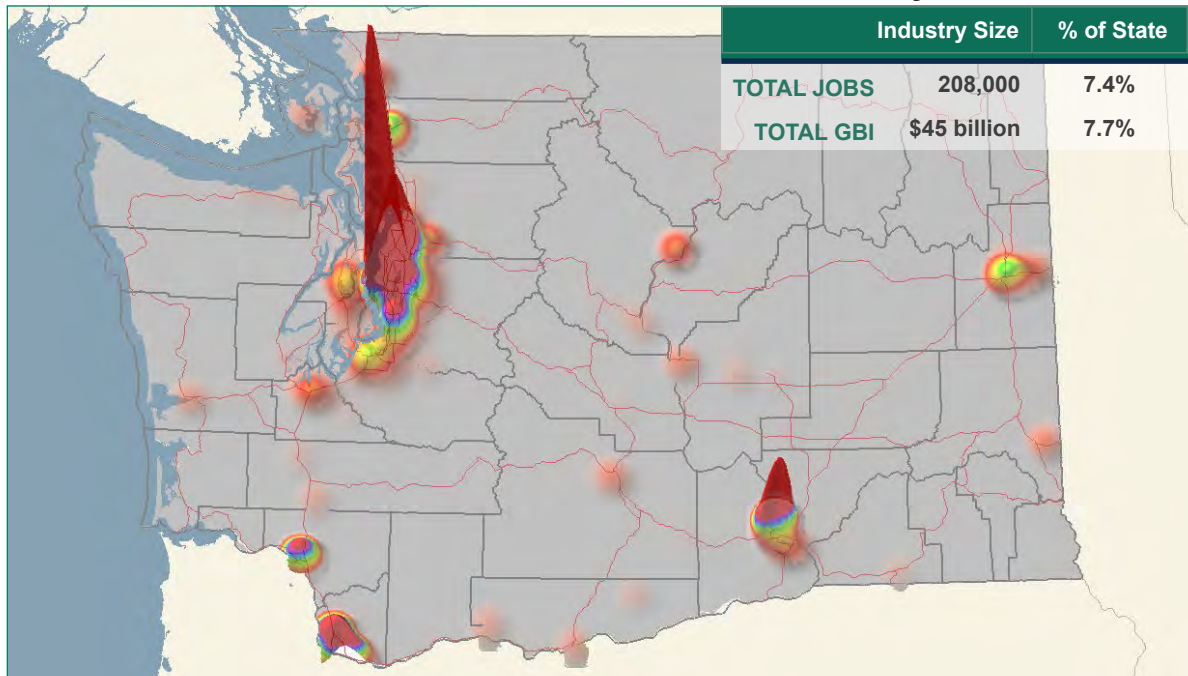 Industry Size % of State
TOTAL JOBS 208,000 7.4%
TOTAL GBI $45 billion 7.7%